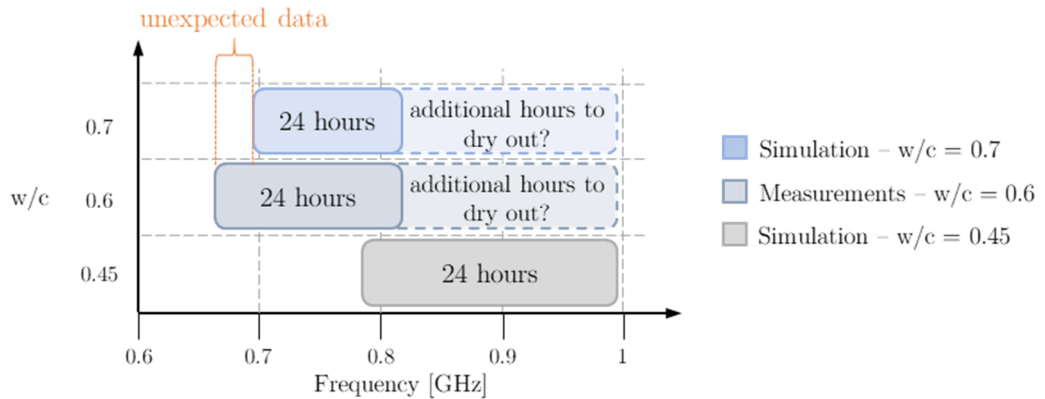 unexpected data
0.7
24 hours
additional hours to
dry out?
w/c
0.6
24 hours
additional hours to
dry out?
0.45
24 hours
0.6
0.7
0.8
0.9
1
Frequency [GHz]
Simulation – w/c = 0.7
Measurements – w/c = 0.6
Simulation – w/c = 0.45